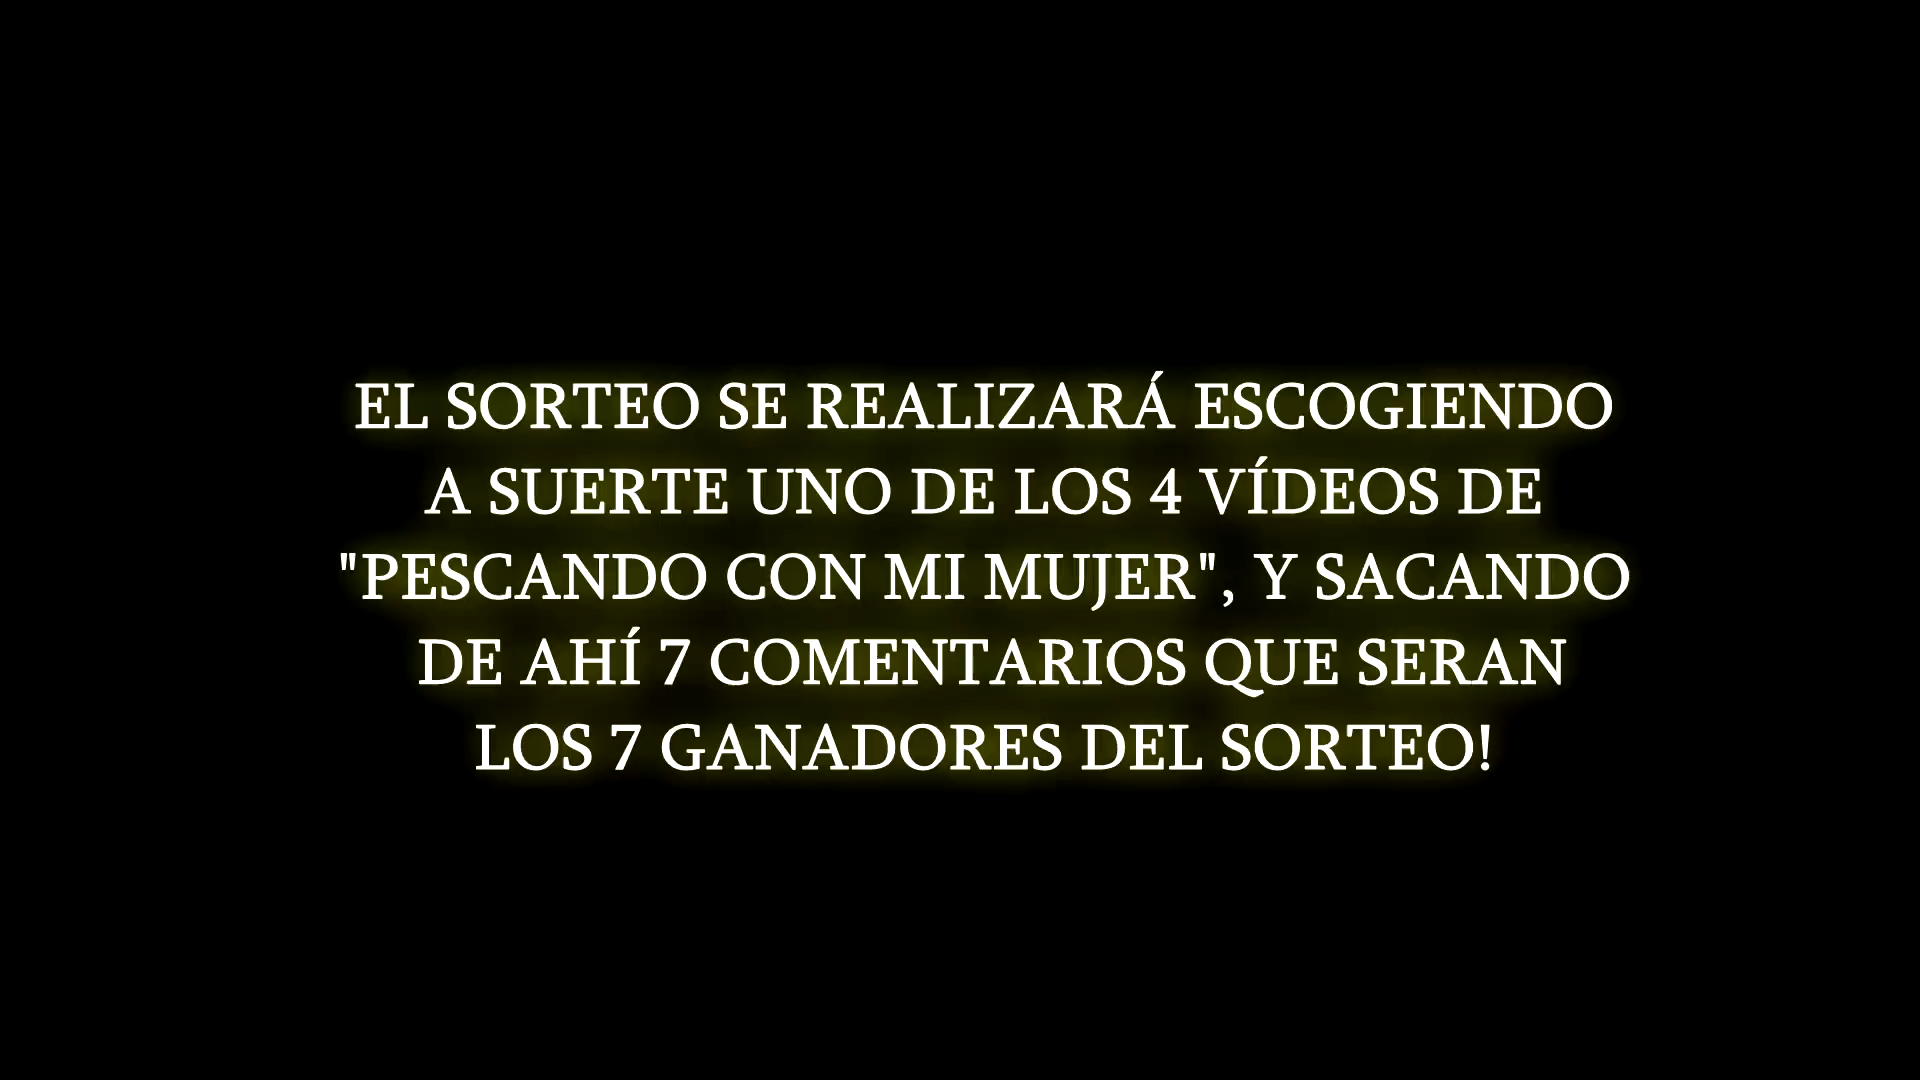 EL SORTEO SE REALIZARÁ ESCOGIENDO
A SUERTE UNO DE LOS 4 VÍDEOS DE
"PESCANDO CON MI MUJER", Y SACANDO
DE AHÍ 7 COMENTARIOS QUE SERAN
LOS 7 GANADORES DEL SORTEO!